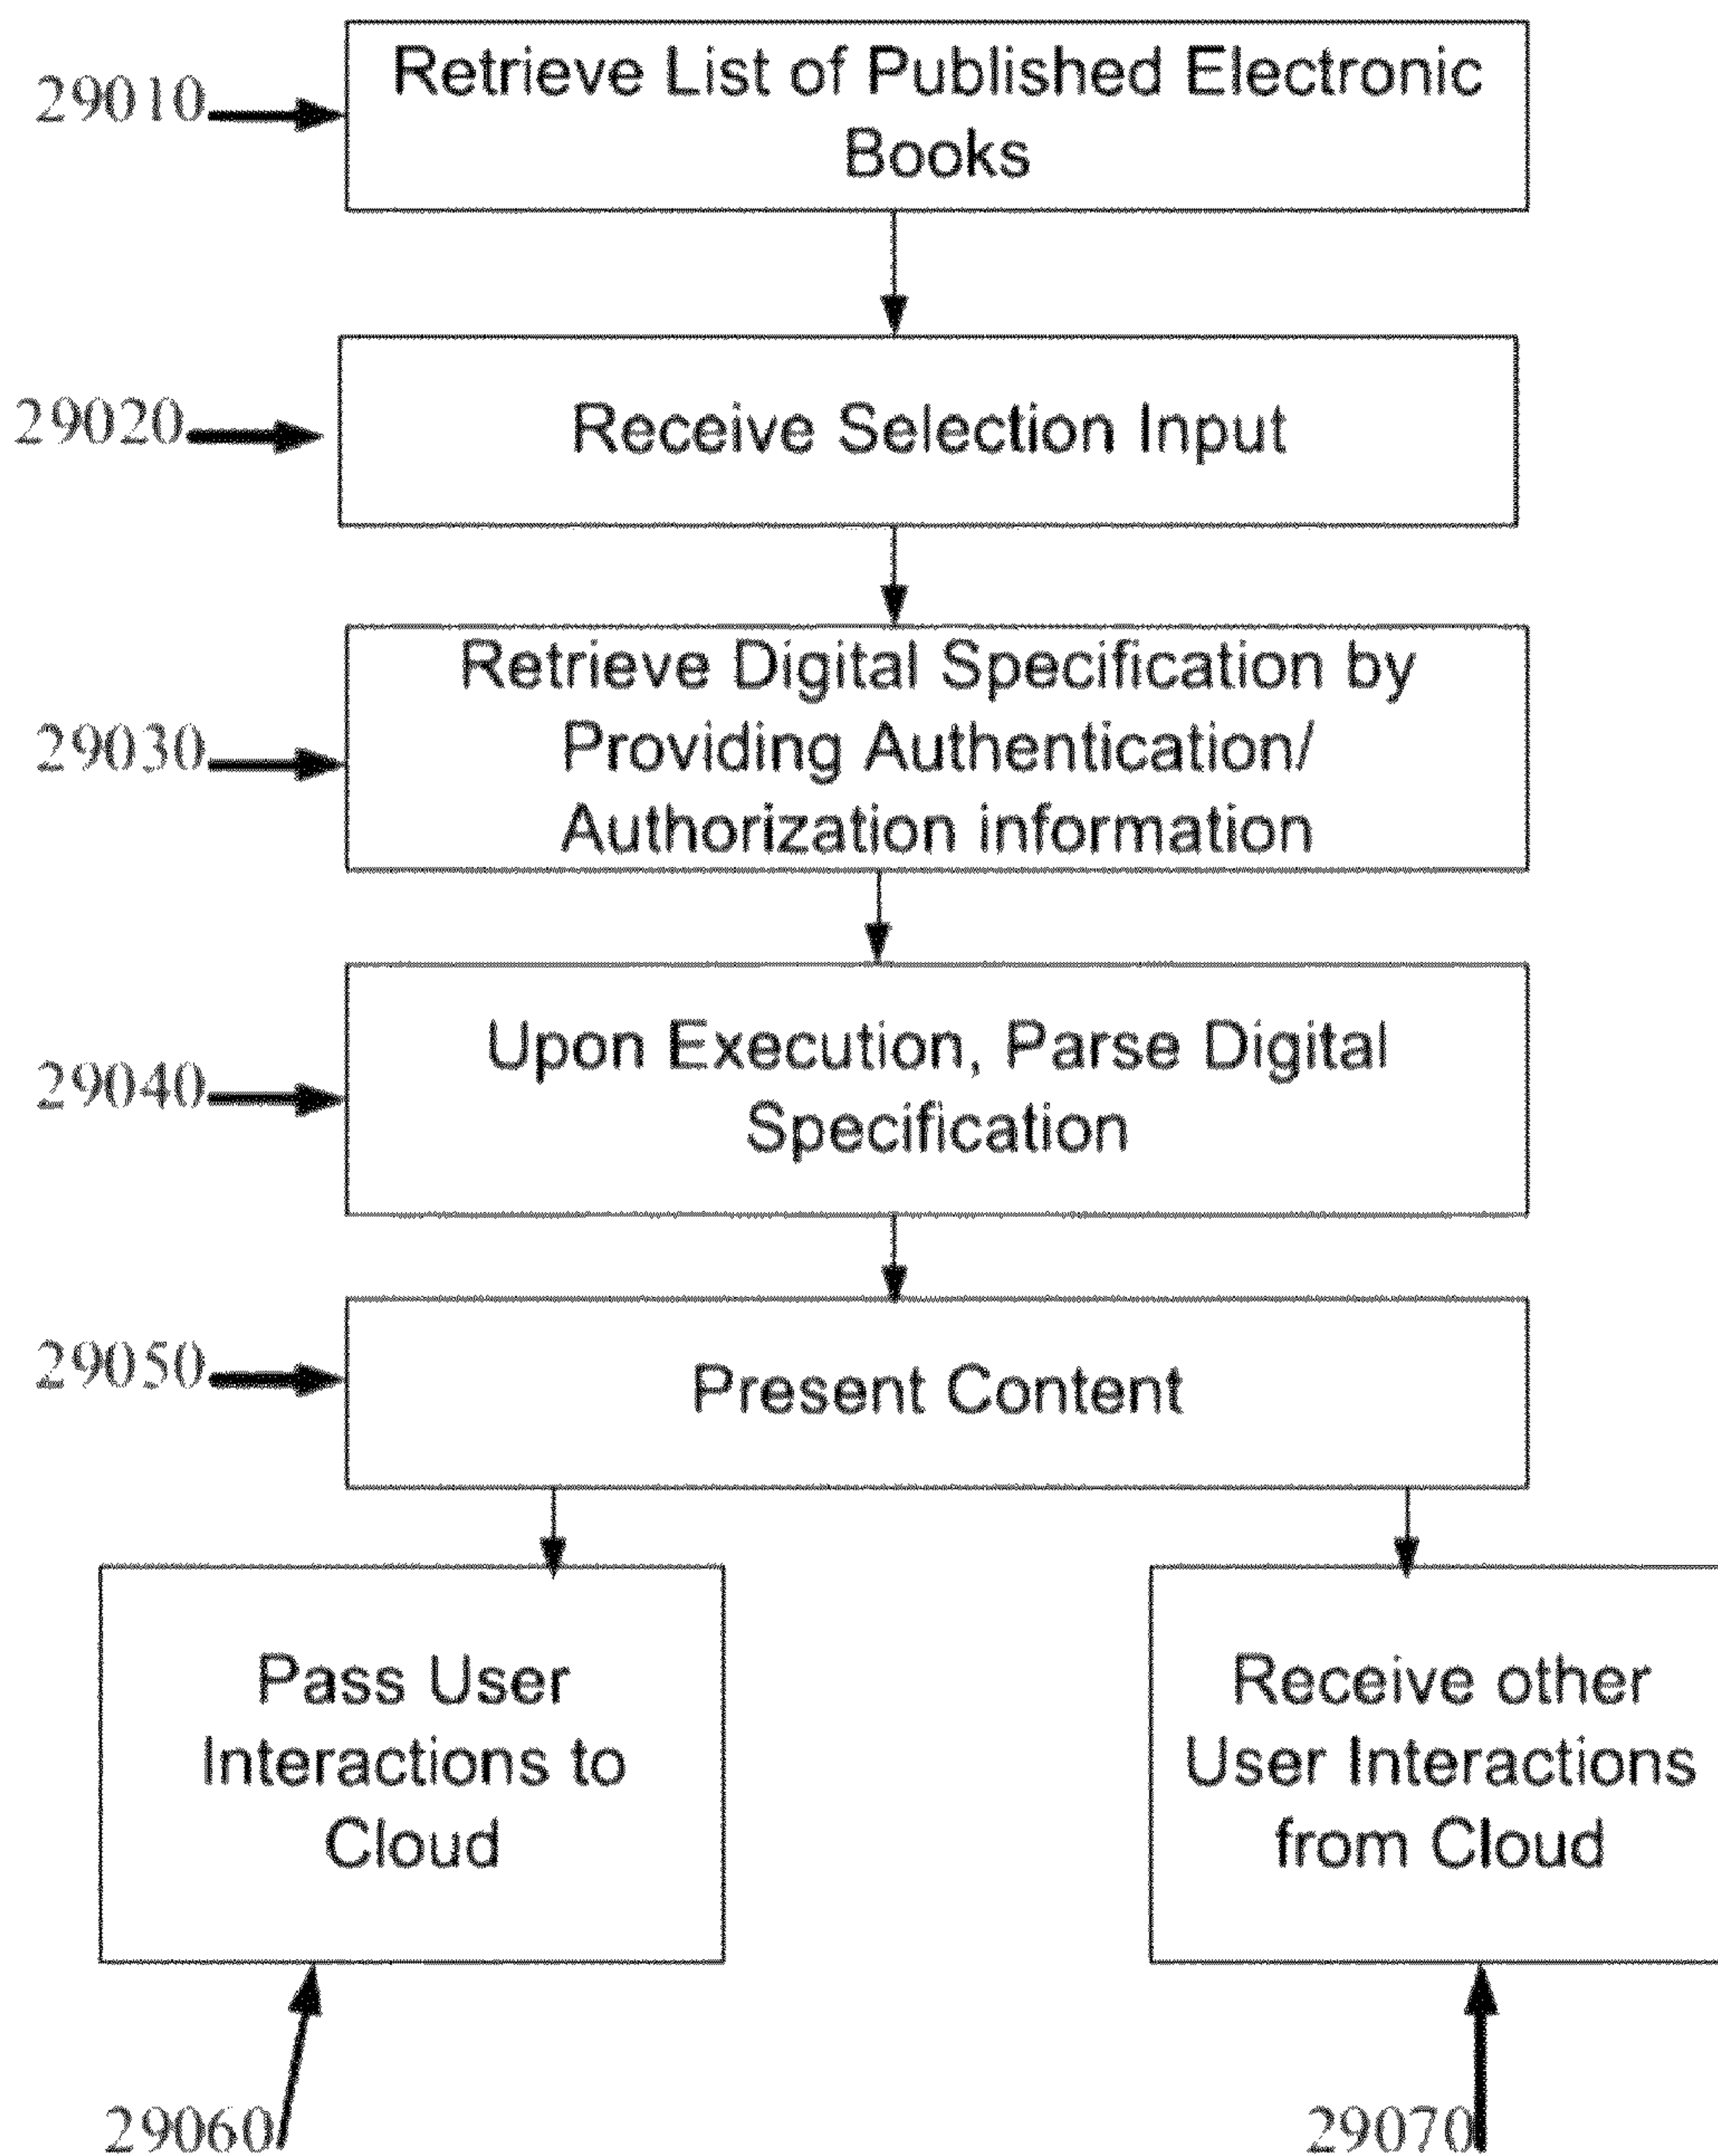 29010
Retrieve List of Published Electronic
Books
29020
Receive Selection Input
29030
Retrieve Digital Specification by
Providing Authentication/
Authorization information
29040
Upon Execution, Parse Digital
Specification
29050
Present Content
Pass User
Interactions to
Cloud
Receive other
User Interactions
from Cloud
29060
29070